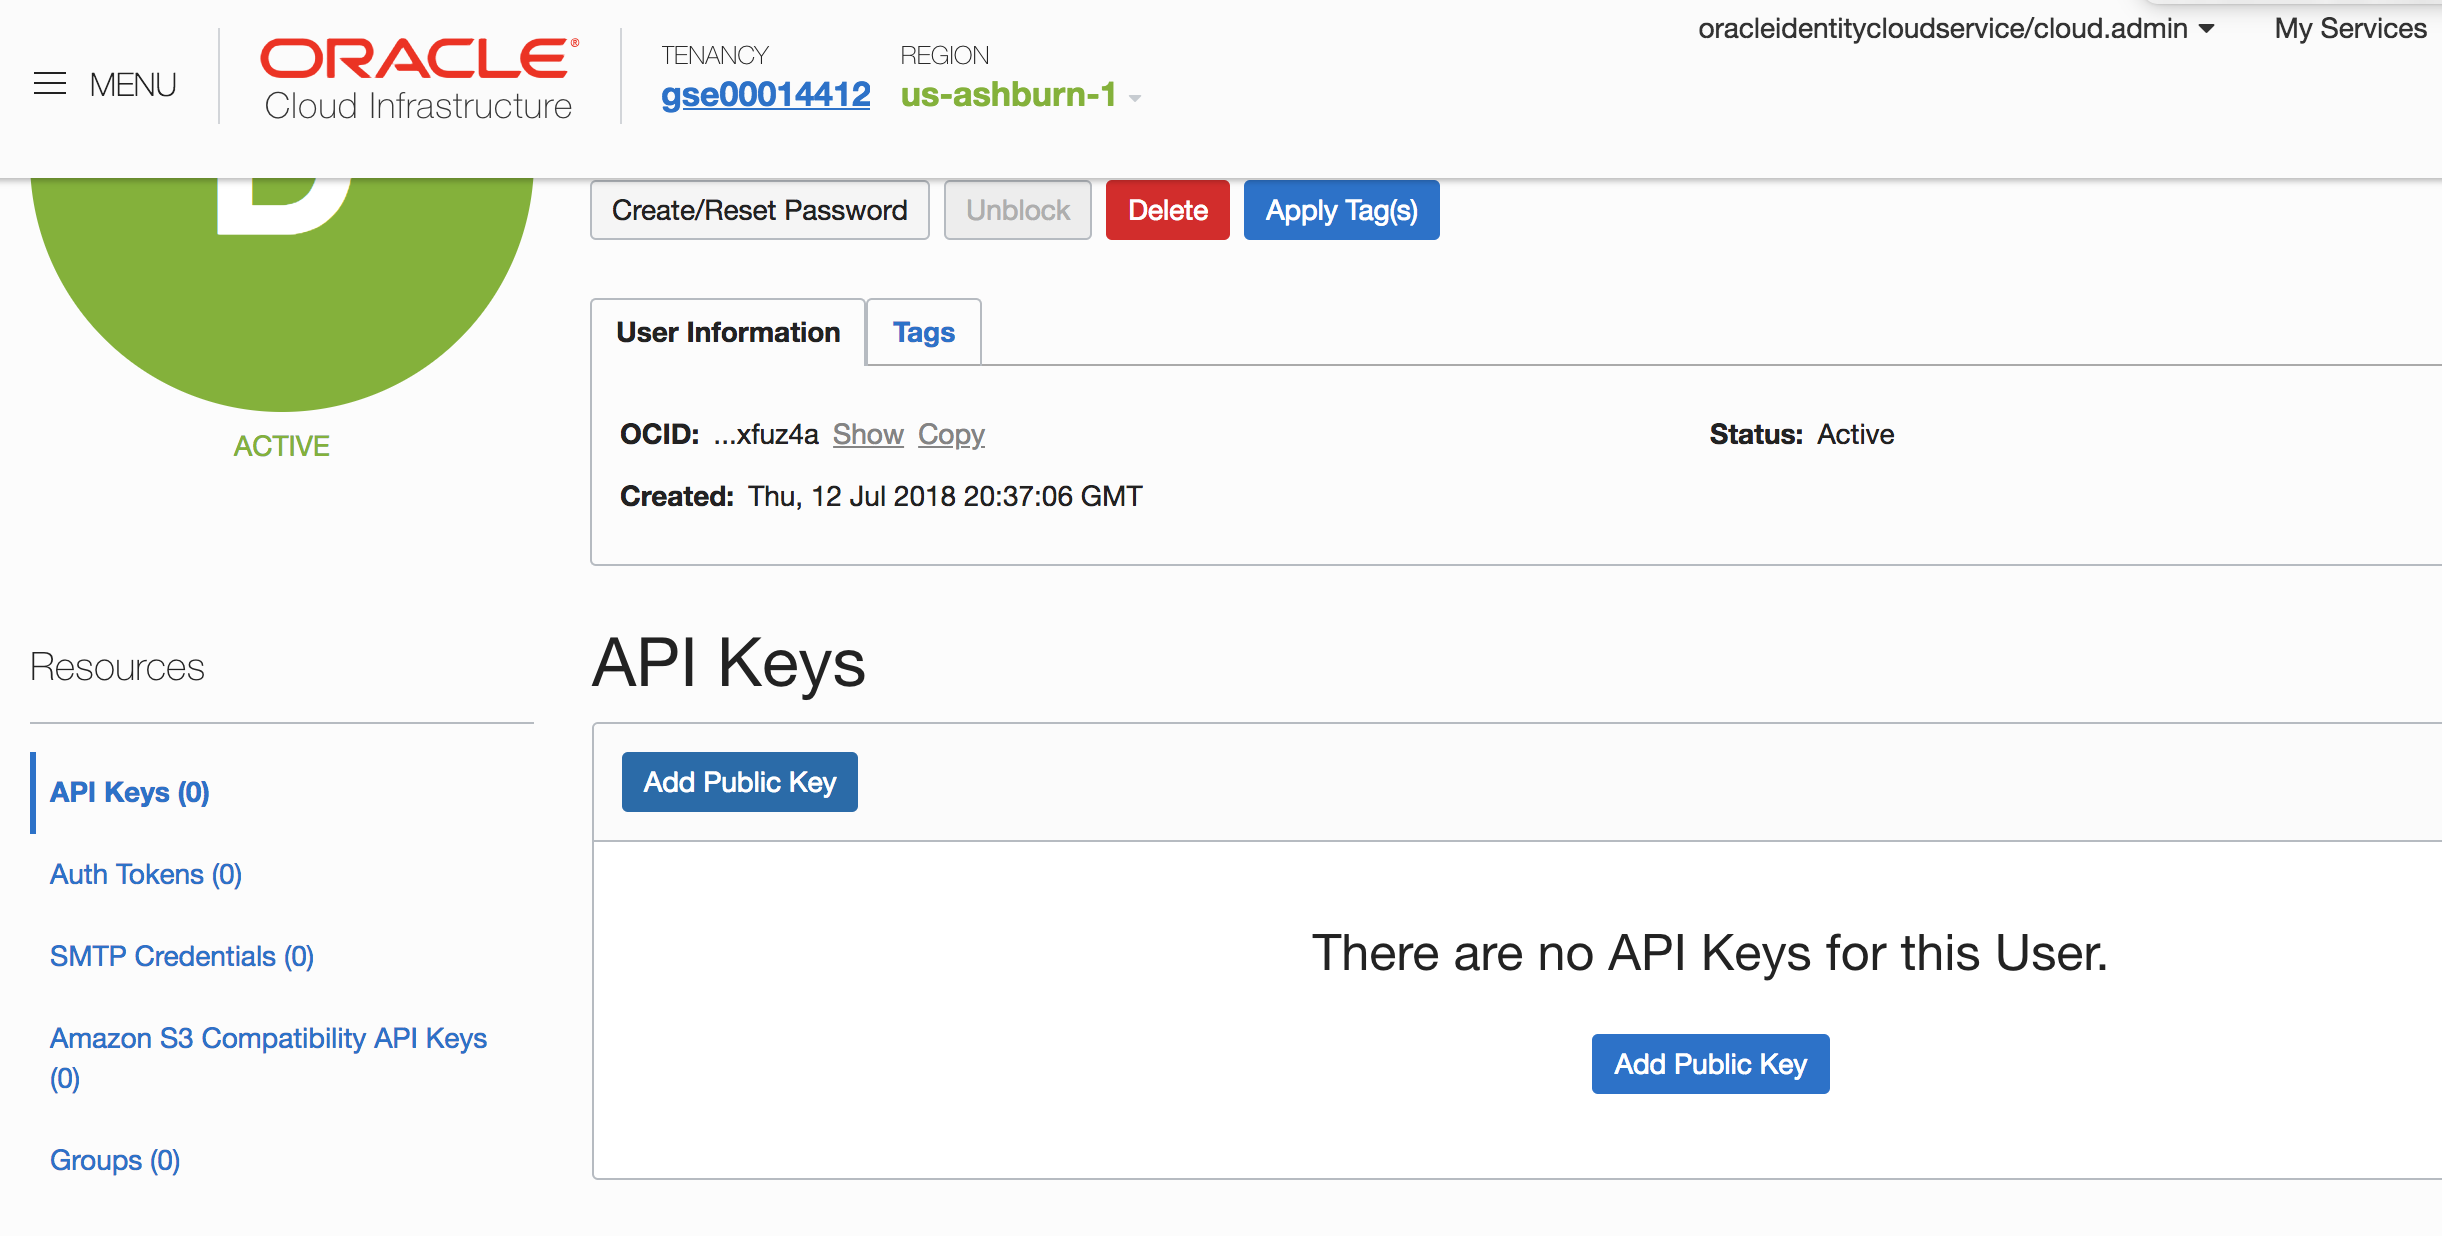 oracleidentitycloudservice/cloud.admin
My Services
MENU
ORACLE®
Cloud Infrastructure
TENANCY
gse00014412
REGION
us-ashburn-1
Create/Reset Password
Unblock
Delete
Apply Tag(s)
ACTIVE
User Information
Tags
OCID: ...xfuz4a Show Copy
Status: Active
Created: Thu, 12 Jul 2018 20:37:06 GMT
Resources
API Keys (0)
Auth Tokens (0)
SMTP Credentials (0)
Amazon S3 Compatibility API Keys
(0)
Groups (0)
API Keys
Add Public Key
There are no API Keys for this User.
Add Public Key